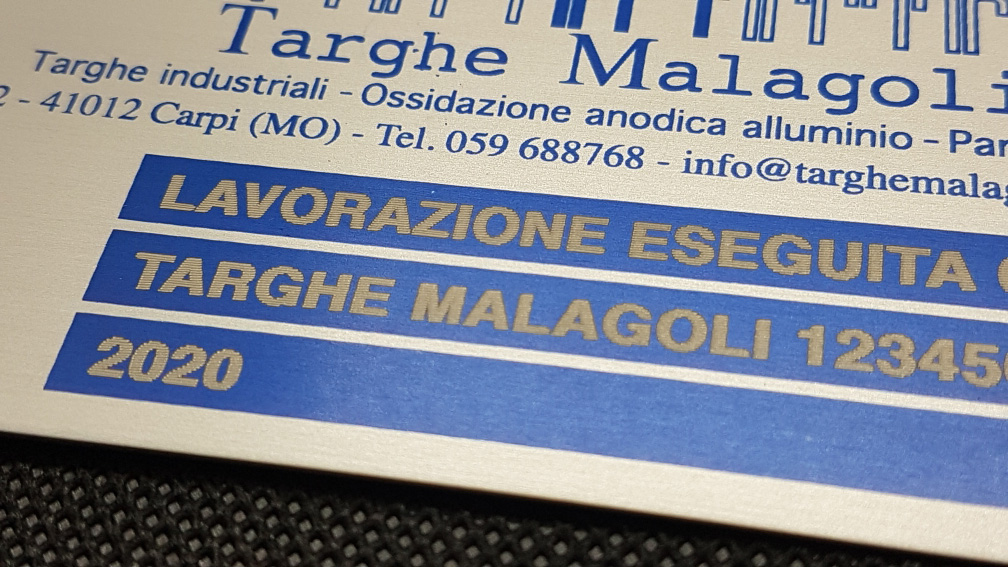 Targhe Malagoli
Targhe industriali - Ossidazione anodica alluminio -
- 41012 Carpi (MO) - Tel. 059 688768 -
LAVORAZIONE ESEGUITA
TARGHE MALAGOLI
2020